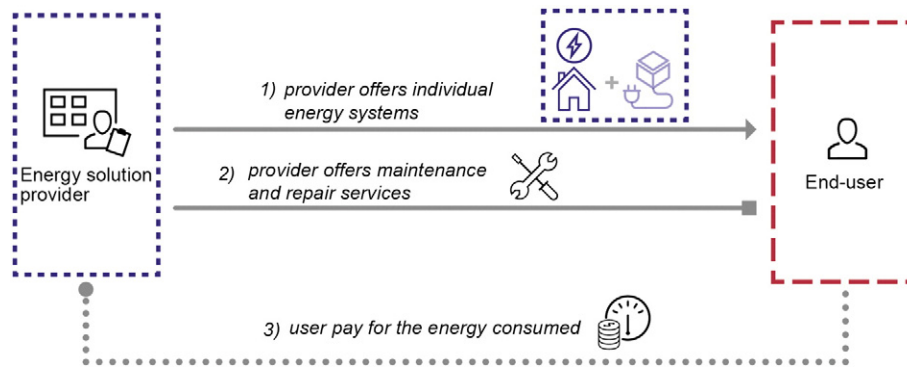 1) provider offers individual
energy systems
Energy solution
provider
2) provider offers maintenance
and repair services
End-user
3) user pay for the energy consumed